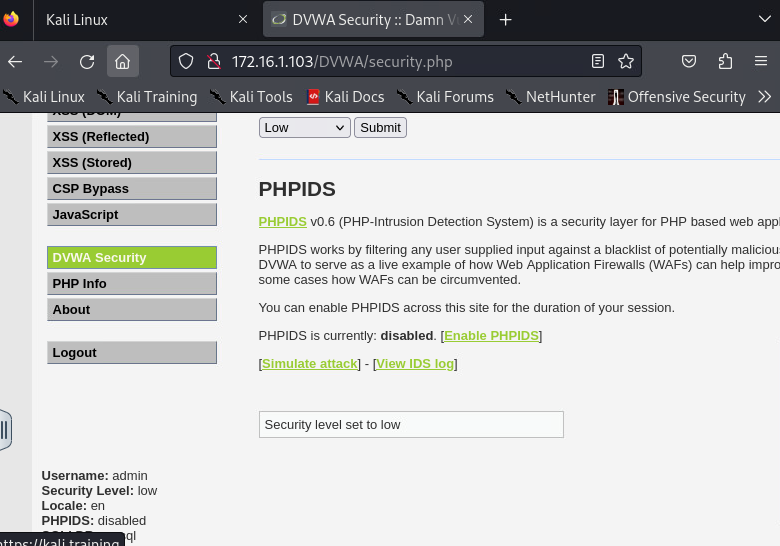 Kali Linux
DVWA Security :: Damn Vu
172.16.1.103/DVWA/security.php
Kali Linux Kali Training Kali Tools Kali Docs Kali Forums NetHunter Offensive Security
XSS (DOM)
XSS (Reflected)
XSS (Stored)
CSP Bypass
JavaScript
DVWA Security
PHP Info
About
Logout
Username: admin
Security Level: low
Locale: en
PHPIDS: disabled
https://kali.training
Low Submit
PHPIDS
PHPIDS v0.6 (PHP-Intrusion Detection System) is a security layer for PHP based web appl
PHPIDS works by filtering any user supplied input against a blacklist of potentially maliciou
DVWA to serve as a live example of how Web Application Firewalls (WAFs) can help impro
some cases how WAFs can be circumvented.
You can enable PHPIDS across this site for the duration of your session.
PHPIDS is currently: disabled. [Enable PHPIDS]
[Simulate attack] - [View IDS log]
Security level set to low